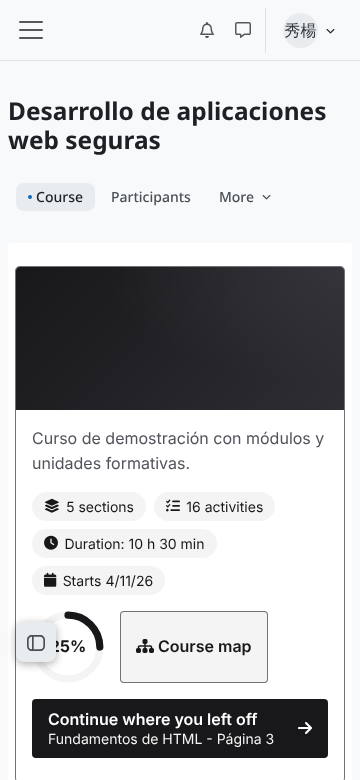 秀楊
Desarrollo de aplicaciones
web seguras
Course
Participants
More
Curso de demostración con módulos y
unidades formativas.
5 sections
16 activities
Duration: 10 h 30 min
Starts 4/11/26
25%
Course map
Continue where you left off
Fundamentos de HTML - Página 3